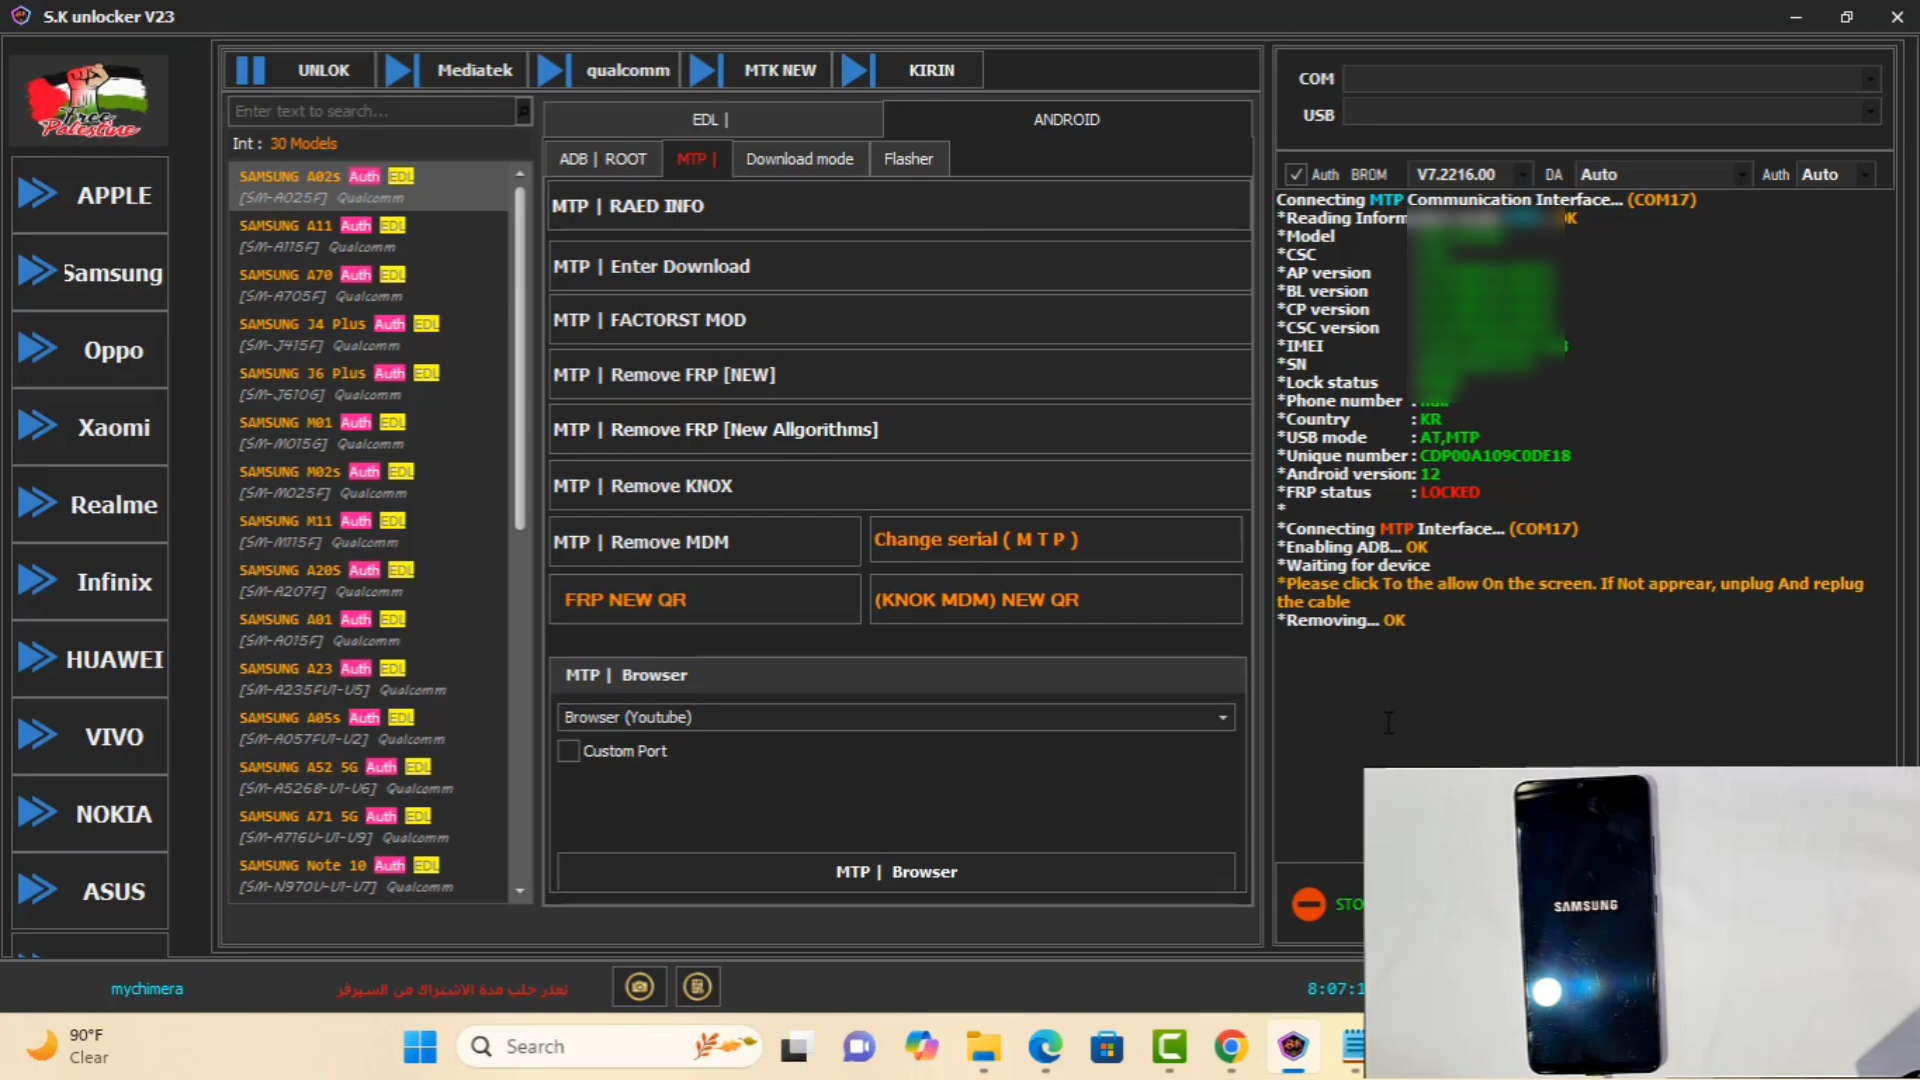 S.K unlocker V23
Free
Palestine
APPLE
Samsung
Oppo
Xaomi
Realme
Infinix
HUAWEI
VIVO
NOKIA
ASUS
UNLOK
Mediatek
qualcomm
MTK NEW
KIRIN
Enter text to search...
Int : 30 Models
SAMSUNG A02s Auth EDL
[SM-A025F] Qualcomm
SAMSUNG A11 Auth EDL
[SM-A115F] Qualcomm
SAMSUNG A70 Auth EDL
[SM-A705F] Qualcomm
SAMSUNG J4 Plus Auth EDL
[SM-J415F] Qualcomm
SAMSUNG J6 Plus Auth EDL
[SM-J610G] Qualcomm
SAMSUNG M01 Auth EDL
[SM-M015G] Qualcomm
SAMSUNG M02s Auth EDL
[SM-M025F] Qualcomm
SAMSUNG M11 Auth EDL
[SM-M115F] Qualcomm
SAMSUNG A20S Auth EDL
[SM-A207F] Qualcomm
SAMSUNG A01 Auth EDL
[SM-A015F] Qualcomm
SAMSUNG A23 Auth EDL
[SM-A235FU1-U5] Qualcomm
SAMSUNG A05s Auth EDL
[SM-A057FU1-U2] Qualcomm
SAMSUNG A52 5G Auth EDL
[SM-A526B-U1-U6] Qualcomm
SAMSUNG A71 5G Auth EDL
[SM-A716U-U1-U9] Qualcomm
SAMSUNG Note 10 Auth EDL
[SM-N970U-U1-U7] Qualcomm
EDL |
ANDROID
ADB | ROOT
MTP |
Download mode
Flasher
MTP | RAED INFO
MTP | Enter Download
MTP | FACTORST MOD
MTP | Remove FRP [NEW]
MTP | Remove FRP [New Allgorithms]
MTP | Remove KNOX
MTP | Remove MDM
Change serial ( M T P )
FRP NEW QR
(KNOK MDM) NEW QR
MTP | Browser
Browser (Youtube)
Custom Port
MTP | Browser
COM
USB
Auth BROM V7.2216.00 DA Auto Auth Auto
Connecting MTP Communication Interface... (COM17)
*Reading Inform
*Model
*CSC
*AP version
*BL version
*CP version
*CSC version
*IMEI
*SN
*Lock status
*Phone number :
*Country : KR
*USB mode : AT,MTP
*Unique number : CDP00A109C0DE18
*Android version: 12
*FRP status : LOCKED
*
*Connecting MTP Interface... (COM17)
*Enabling ADB... OK
*Waiting for device
*Please click To the allow On the screen. If Not apprear, unplug And replug
the cable
*Removing... OK
STO
SAMSUNG
mychimera
تعذر جلب مدة الاشتراك من السيرفر
8:07:1
90°F
Clear
Search